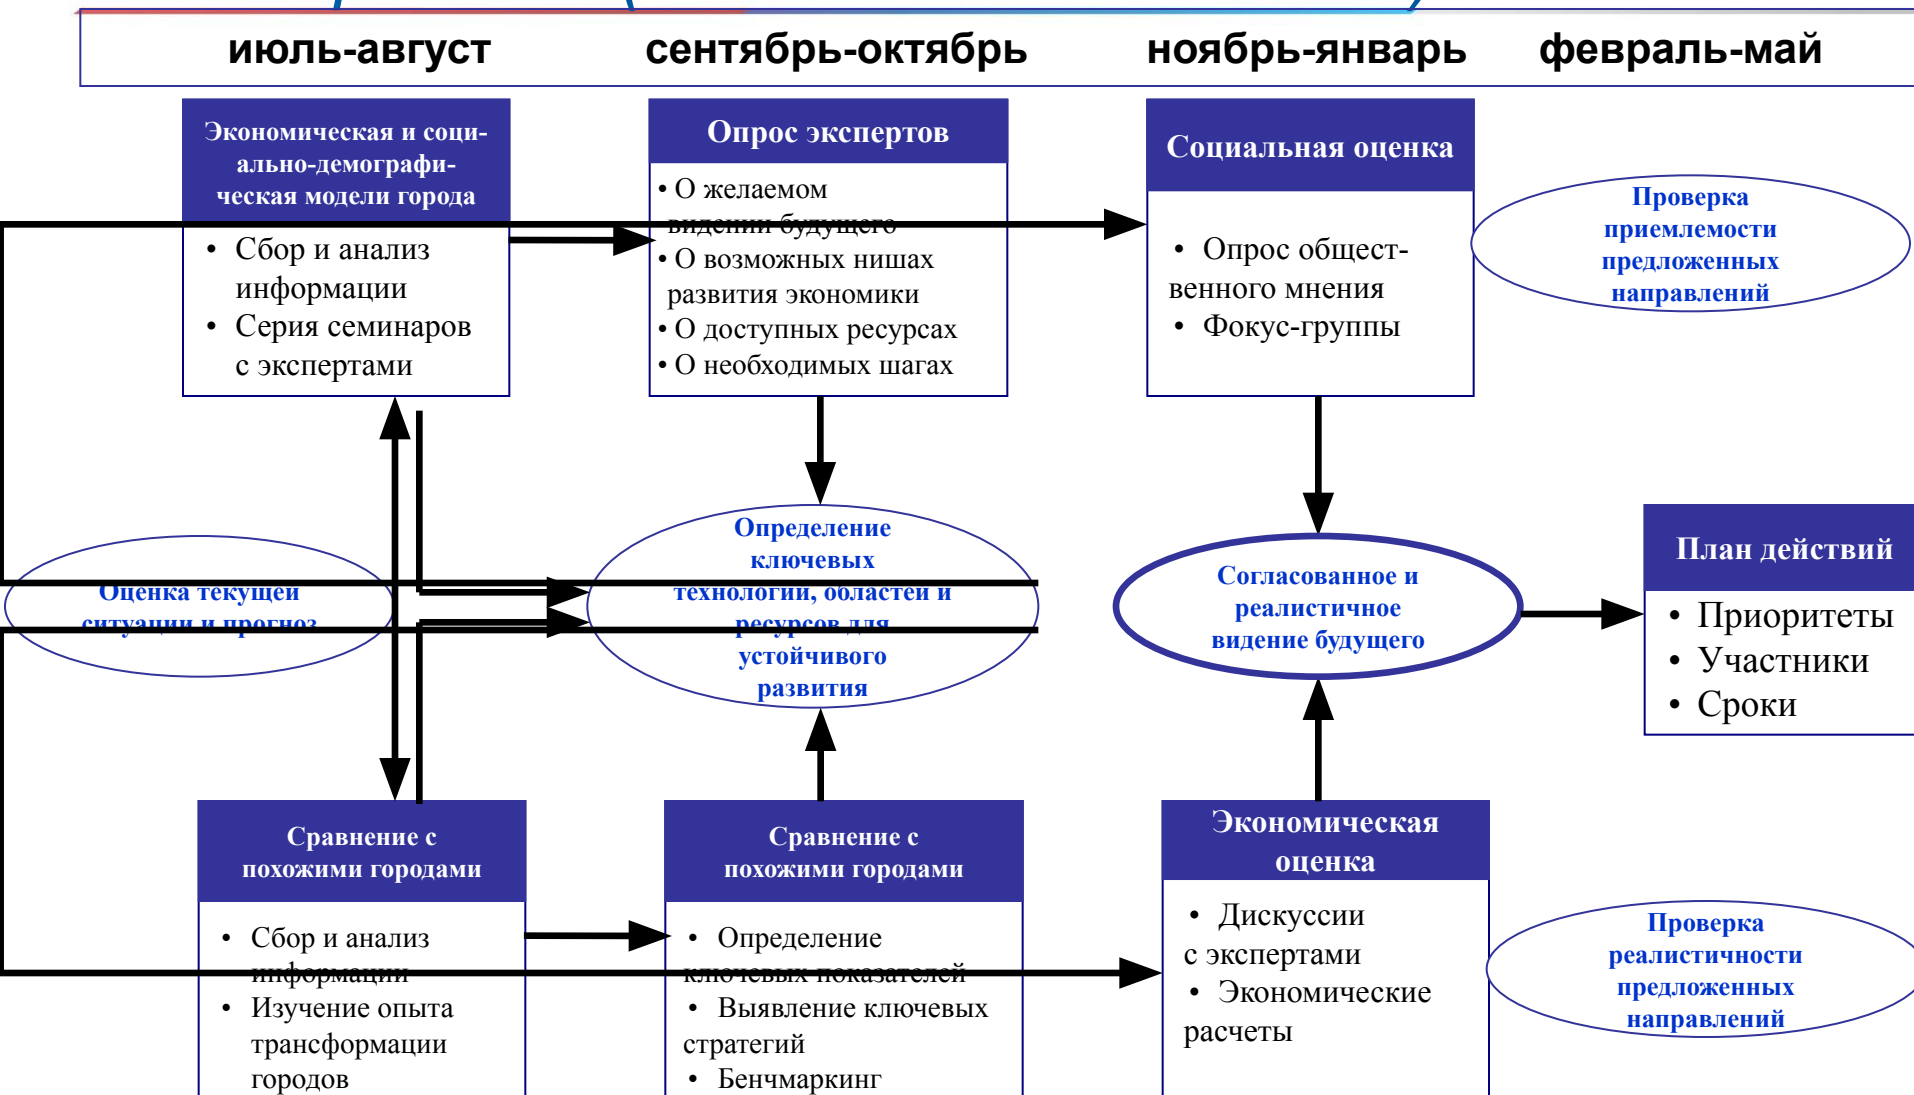 июль-август
сентябрь-октябрь
ноябрь-январь
февраль-май
Экономическая и соци-
ально-демографи-
ческая модели города
• Сбор и анализ
информации
• Серия семинаров
с экспертами
Опрос экспертов
• О желаемом
видении будущего
• О возможных нишах
развития экономики
• О доступных ресурсах
• О необходимых шагах
Социальная оценка
• Опрос общест-
венного мнения
• Фокус-группы
Проверка
приемлемости
предложенных
направлений
Оценка текущей
ситуации и прогноз
Определение
ключевых
технологии, областей и
ресурсов для
устойчивого
развития
Согласованное и
реалистичное
видение будущего
План действий
• Приоритеты
• Участники
• Сроки
Сравнение с
похожими городами
• Сбор и анализ
информации
• Изучение опыта
трансформации
городов
Сравнение с
похожими городами
• Определение
ключевых показателей
• Выявление ключевых
стратегий
• Бенчмаркинг
Экономическая
оценка
• Дискуссии
с экспертами
• Экономические
расчеты
Проверка
реалистичности
предложенных
направлений